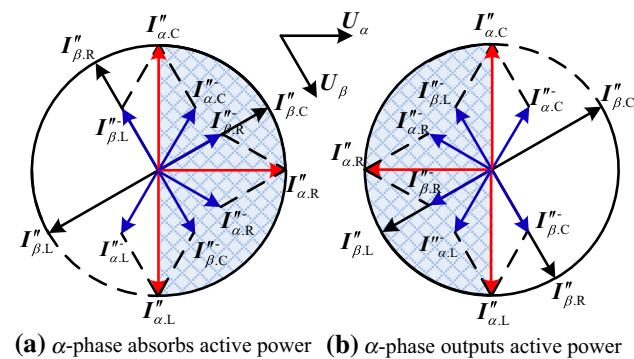 I″α.C
I″β.R
I″-α.C
I″β.C
I″-β.L
I″-β.R
I″α.R
I″-α.R
I″β.L
I″-α.L
I″-β.C
I″α.L
Uα
Uβ
I″α.C
I″-β.L
I″-α.C
I″β.C
I″-α.R
I″α.R
I″-β.R
I″β.L
I″-α.L
I″-β.C
I″β.R
I″α.L
(a) α-phase absorbs active power (b) α-phase outputs active power